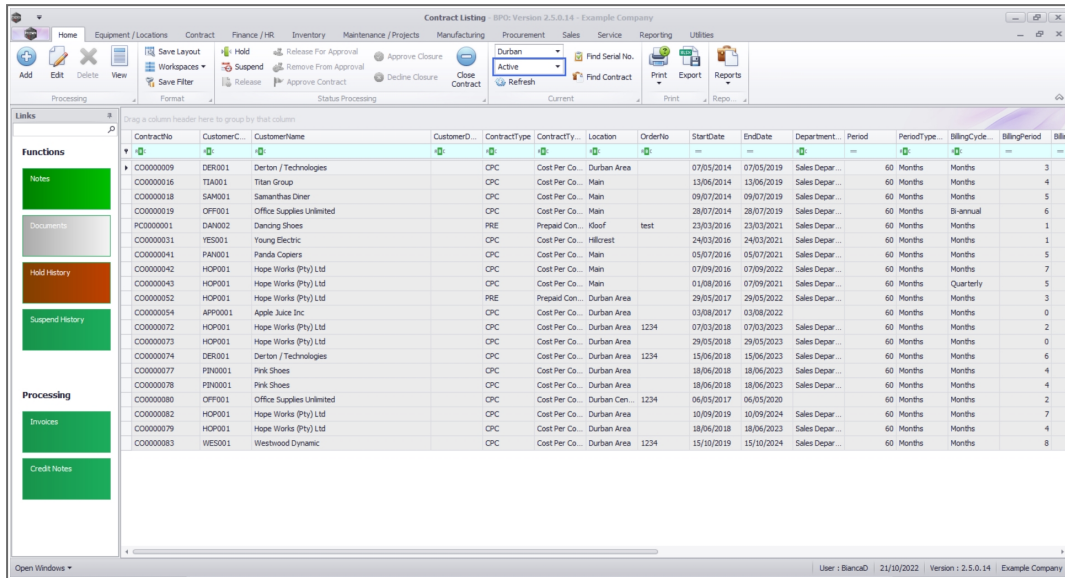 Contract Listing - BPO: Version 2.5.0.14 - Example Company
Home Equipment / Locations Contract Finance / HR Inventory Maintenance / Projects Manufacturing Procurement Sales Service Reporting Utilities
Add Edit Delete View
Processing
Save Layout
Workspaces
Save Filter
Format
Hold
Suspend
Release
Release For Approval
Remove From Approval
Approve Contract
Approve Closure
Decline Closure
Close Contract
Status Processing
Durban
Active
Refresh
Find Serial No.
Find Contract
Current
Print Export
Print
Reports
Repo...
Links
Functions
Notes
Documents
Hold History
Suspend History
Processing
Invoices
Credit Notes
Drag a column header here to group by that column
ContractNo CustomerC... CustomerName CustomerD... ContractType ContractTy... Location OrderNo StartDate EndDate Department... Period PeriodType... BillingCycle... BillingPeriod Billin
CO0000009 DER001 Derton / Technologies CPC Cost Per Co... Durban Area 07/05/2014 07/05/2019 Sales Depar... 60 Months Months 3
CO0000016 TIA001 Titan Group CPC Cost Per Co... Main 13/06/2014 13/06/2019 Sales Depar... 60 Months Months 4
CO0000018 SAM001 Samanthas Diner CPC Cost Per Co... Main 09/07/2014 09/07/2019 Sales Depar... 60 Months Months 5
CO0000019 OFF001 Office Supplies Unlimited CPC Cost Per Co... Main 28/07/2014 28/07/2019 Sales Depar... 60 Months Bi-annual 6
PC0000001 DAN002 Dancing Shoes PRE Prepaid Con... Kloof test 23/03/2016 23/03/2021 Sales Depar... 60 Months Months 1
CO0000031 YES001 Young Electric CPC Cost Per Co... Hillcrest 24/03/2016 24/03/2021 Sales Depar... 60 Months Months 1
CO0000041 PAN001 Panda Copiers CPC Cost Per Co... Main 05/07/2016 05/07/2021 Sales Depar... 60 Months Months 5
CO0000042 HOP001 Hope Works (Pty) Ltd CPC Cost Per Co... Main 07/09/2016 07/09/2022 Sales Depar... 60 Months Months 7
CO0000043 HOP001 Hope Works (Pty) Ltd CPC Cost Per Co... Main 01/08/2016 07/09/2021 Sales Depar... 60 Months Quarterly 5
CO0000052 HOP001 Hope Works (Pty) Ltd PRE Prepaid Con... Durban Area 29/05/2017 29/05/2022 Sales Depar... 60 Months Months 3
CO0000054 APP0001 Apple Juice Inc CPC Cost Per Co... Durban Area 03/08/2017 03/08/2022 60 Months Months 0
CO0000072 HOP001 Hope Works (Pty) Ltd CPC Cost Per Co... Durban Area 1234 07/03/2018 07/03/2023 Sales Depar... 60 Months Months 2
CO0000073 HOP001 Hope Works (Pty) Ltd CPC Cost Per Co... Durban Area 29/05/2018 29/05/2023 Sales Depar... 60 Months Months 0
CO0000074 DER001 Derton / Technologies CPC Cost Per Co... Durban Area 1234 15/06/2018 15/06/2023 Sales Depar... 60 Months Months 6
CO0000077 PIN0001 Pink Shoes CPC Cost Per Co... Durban Area 18/06/2018 18/06/2023 Sales Depar... 60 Months Months 4
CO0000078 PIN0001 Pink Shoes CPC Cost Per Co... Durban Area 18/06/2018 18/06/2023 Sales Depar... 60 Months Months 4
CO0000080 OFF001 Office Supplies Unlimited CPC Cost Per Co... Durban Cen... 1234 06/05/2017 06/05/2020 60 Months Months 2
CO0000082 HOP001 Hope Works (Pty) Ltd CPC Cost Per Co... Durban Area 10/09/2019 10/09/2024 Sales Depar... 60 Months Months 7
CO0000079 HOP001 Hope Works (Pty) Ltd CPC Cost Per Co... Durban Area 18/06/2018 18/06/2023 Sales Depar... 60 Months Months 4
CO0000083 WES001 Westwood Dynamic CPC Cost Per Co... Durban Area 1234 15/10/2019 15/10/2024 Sales Depar... 60 Months Months 8
Open Windows
User : BiancaD 21/10/2022 Version : 2.5.0.14 Example Company